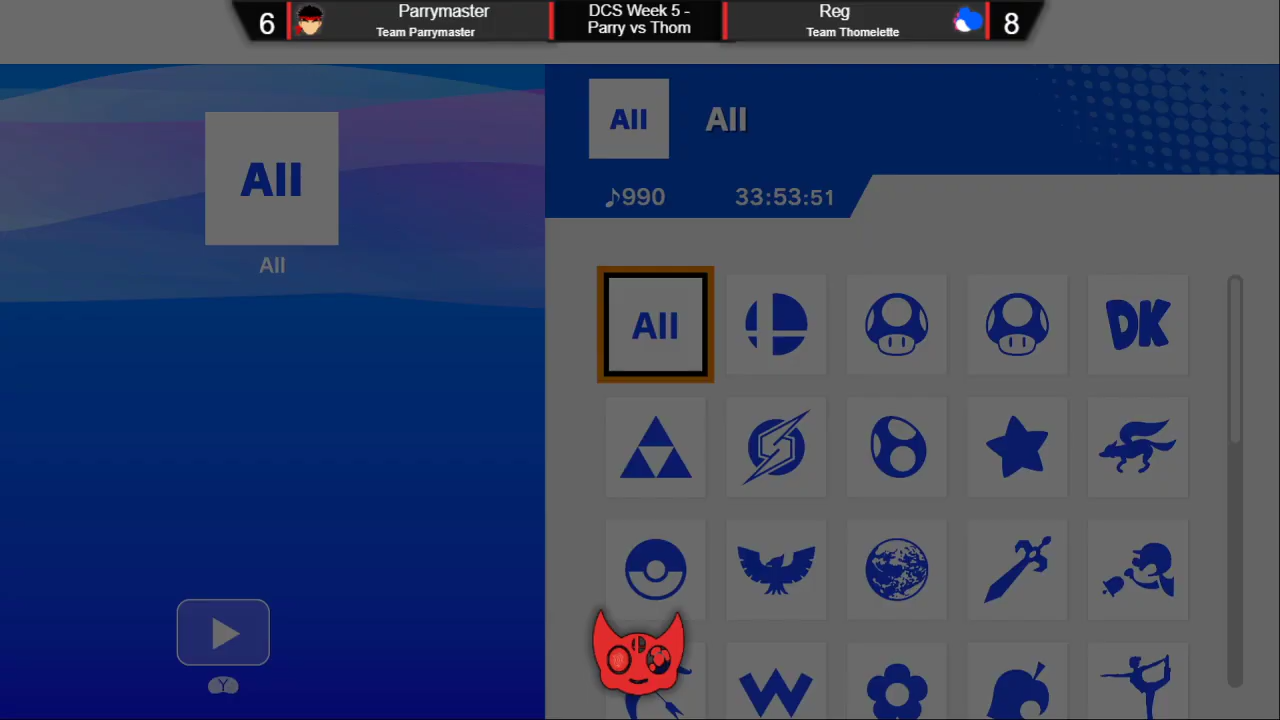 6
Parrymaster
Team Parrymaster
DCS Week 5 -
Parry vs Thom
Reg
Team Thomelette
8
All
All
All
All
♪990
33:53:51
All
DK
Y